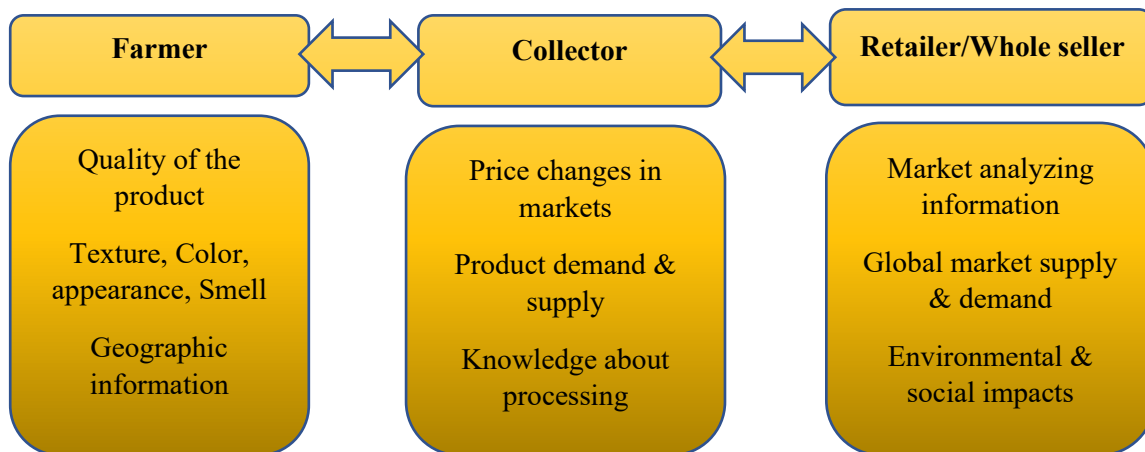 Farmer
Collector
Retailer/Whole seller
Quality of the
product
Texture, Color,
appearance, Smell
Geographic
information
Price changes in
markets
Product demand &
supply
Knowledge about
processing
Market analyzing
information
Global market supply
& demand
Environmental &
social impacts